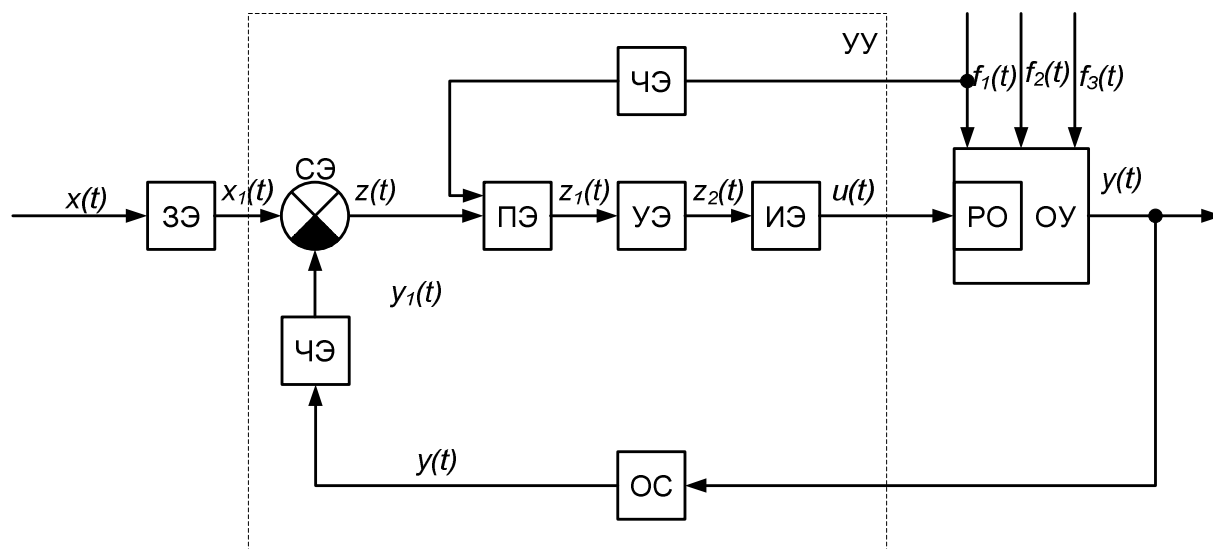 УУ
ЧЭ
f1(t)
f2(t)
f3(t)
СЭ
x(t)
ЗЭ
x1(t)
z(t)
ПЭ
z1(t)
УЭ
z2(t)
ИЭ
u(t)
РО
ОУ
y(t)
y1(t)
ЧЭ
y(t)
ОС